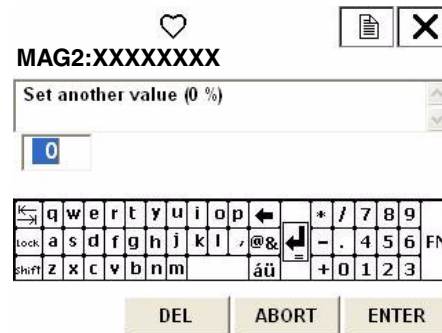 MAG2:XXXXXXXX
Set another value (0 %)
0
q w e r t y u i o p * / 7 8 9
Lock a s d f g h j k l , @& - . 4 5 6 FN
shift z x c v b n m áü = + 0 1 2 3
DEL ABORT ENTER